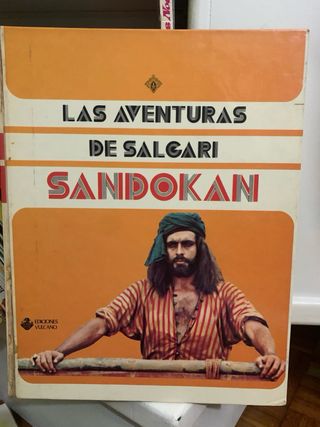 LAS AVENTURAS
DE SALGARI
SANDOKAN
EDICIONES
VULCANO